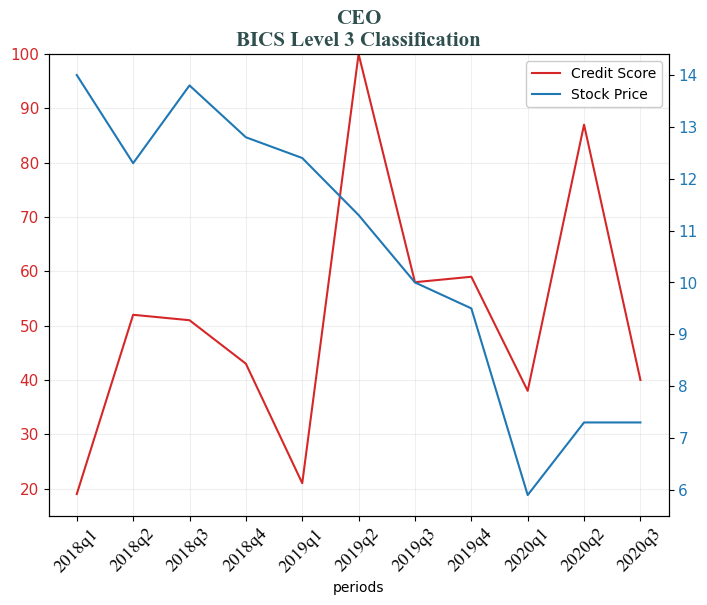 CEO
BICS Level 3 Classification
Credit Score
Stock Price
100
90
80
70
60
50
40
30
20
14
13
12
11
10
9
8
7
6
2018q1
2018q2
2018q3
2018q4
2019q1
2019q2
2019q3
2019q4
2020q1
2020q2
2020q3
periods